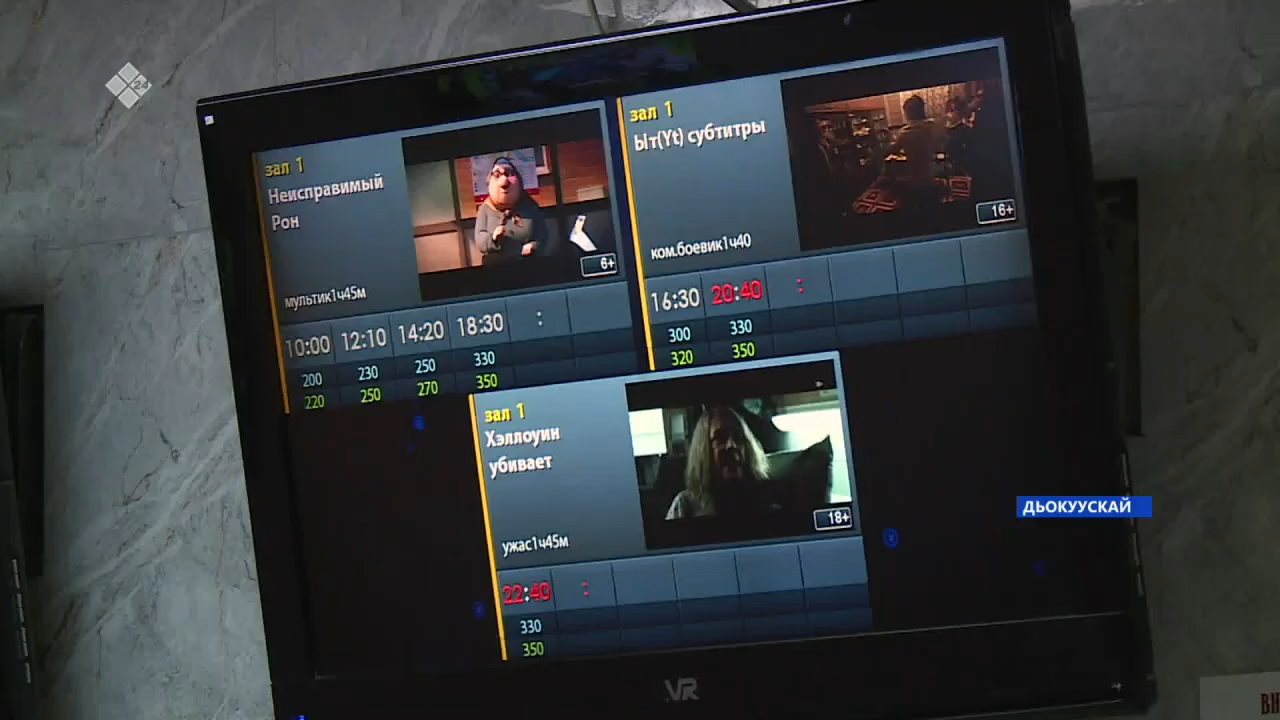 24
зал 1
Неисправимый
Рон
6+
мультик1ч45м
10:00 12:10 14:20 18:30 :
200 230 250 330
220 250 270 350
зал 1
Ыт(Yt) субтитры
16+
ком.боевик1ч40
16:30 20:40 :
300 330
320 350
зал 1
Хэллоуин
убивает
18+
ужас1ч45м
22:40 :
330
350
ДЬОКУУСКАЙ
VR